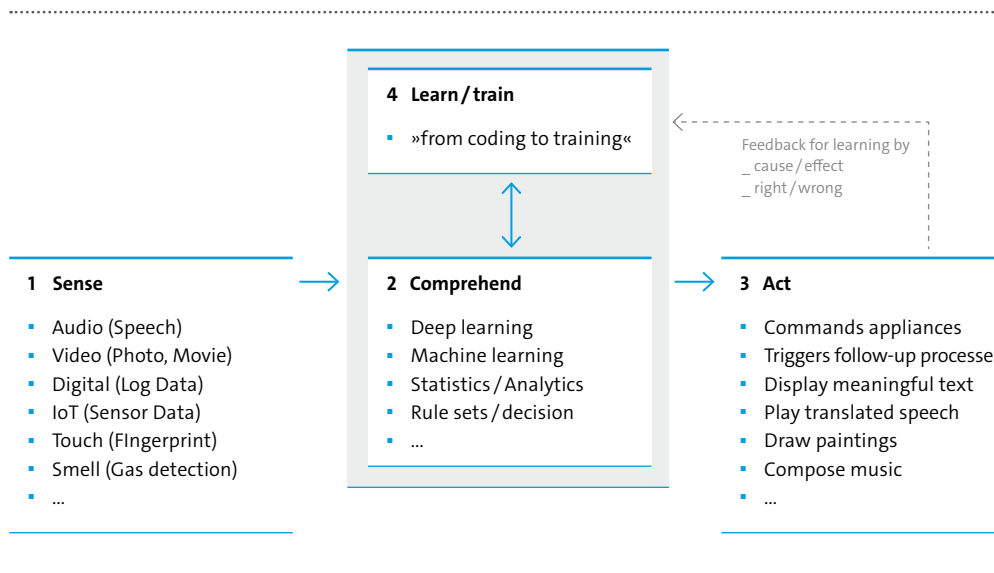 4 Learn / train
▪ »from coding to training«
Feedback for learning by
_ cause / effect
_ right / wrong
1 Sense
▪ Audio (Speech)
▪ Video (Photo, Movie)
▪ Digital (Log Data)
▪ IoT (Sensor Data)
▪ Touch (FIngerprint)
▪ Smell (Gas detection)
▪ ...
2 Comprehend
▪ Deep learning
▪ Machine learning
▪ Statistics / Analytics
▪ Rule sets / decision
▪ ...
3 Act
▪ Commands appliances
▪ Triggers follow-up processe
▪ Display meaningful text
▪ Play translated speech
▪ Draw paintings
▪ Compose music
▪ ...